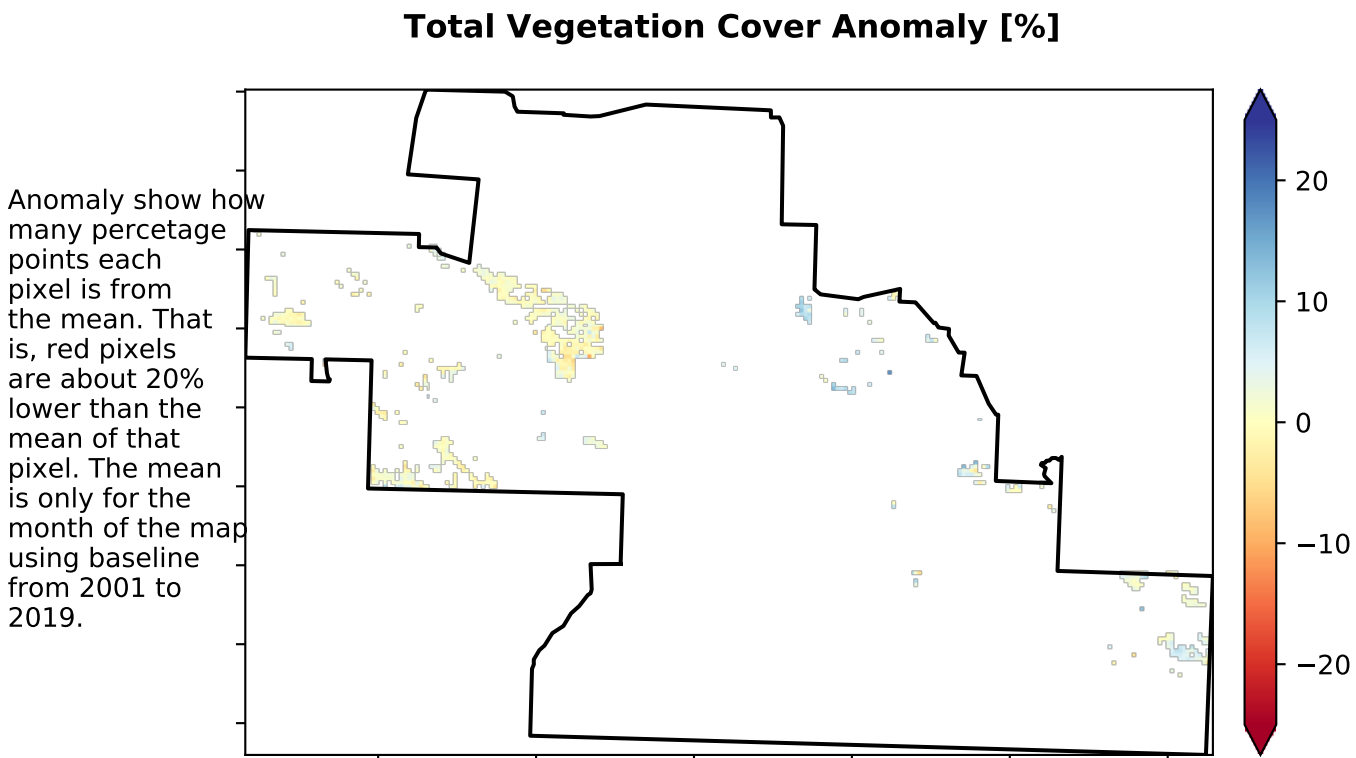 Total Vegetation Cover Anomaly [%]
Anomaly show how
many percetage
points each
pixel is from
the mean. That
is, red pixels
are about 20%
lower than the
mean of that
pixel. The mean
is only for the
month of the map
using baseline
from 2001 to
2019.
20
10
0
−10
−20